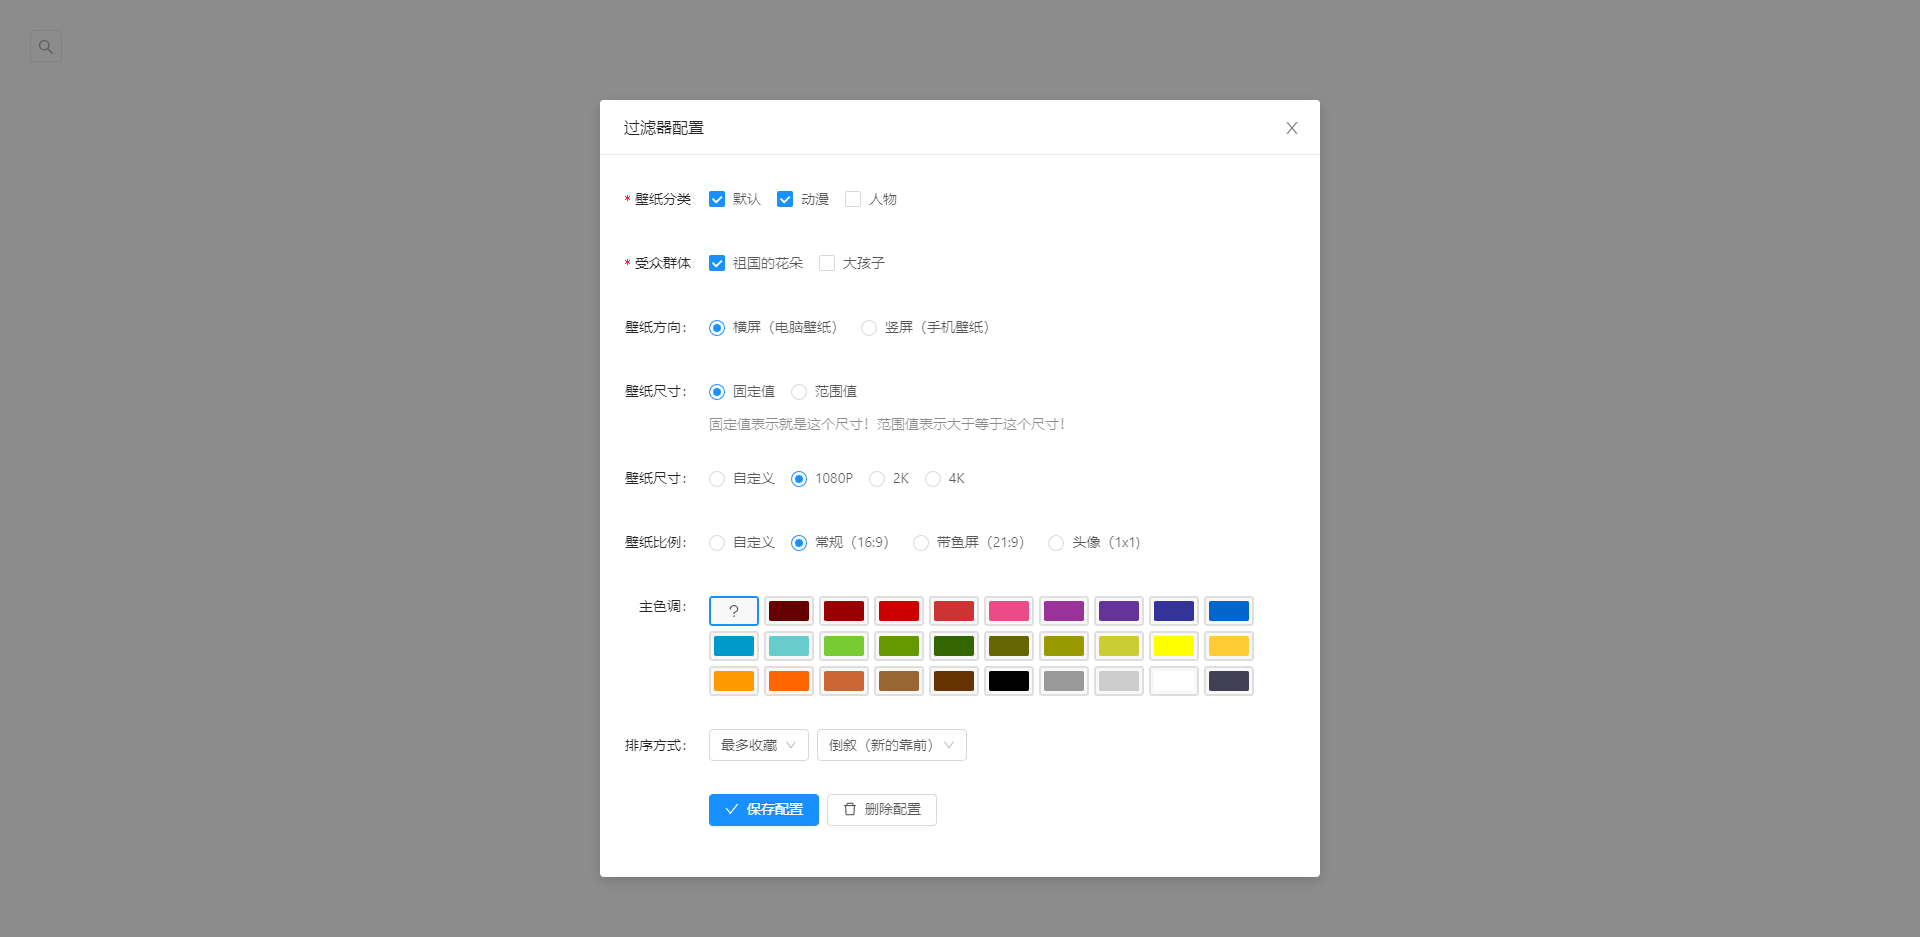 过滤器配置
* 壁纸分类: 默认 动漫 人物
* 受众群体: 祖国的花朵 大孩子
壁纸方向: 横屏（电脑壁纸） 竖屏（手机壁纸）
壁纸尺寸: 固定值 范围值
固定值表示就是这个尺寸！范围值表示大于等于这个尺寸！
壁纸尺寸: 自定义 1080P 2K 4K
壁纸比例: 自定义 常规（16:9） 带鱼屏（21:9） 头像（1x1)
主色调: ?
排序方式: 最多收藏 倒叙（新的靠前）
保存配置 删除配置